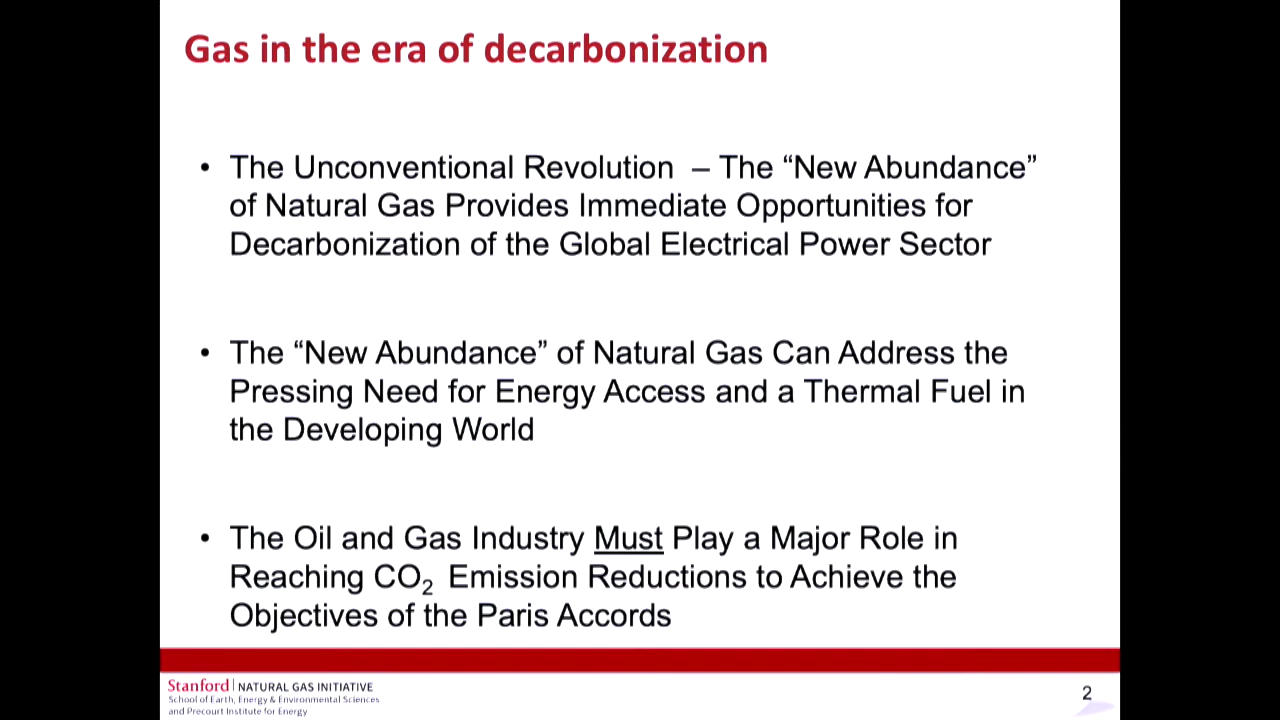 Gas in the era of decarbonization
• The Unconventional Revolution – The “New Abundance”
of Natural Gas Provides Immediate Opportunities for
Decarbonization of the Global Electrical Power Sector
• The “New Abundance” of Natural Gas Can Address the
Pressing Need for Energy Access and a Thermal Fuel in
the Developing World
• The Oil and Gas Industry Must Play a Major Role in
Reaching CO₂ Emission Reductions to Achieve the
Objectives of the Paris Accords
Stanford | NATURAL GAS INITIATIVE
School of Earth, Energy & Environmental Sciences
and Precourt Institute for Energy
2